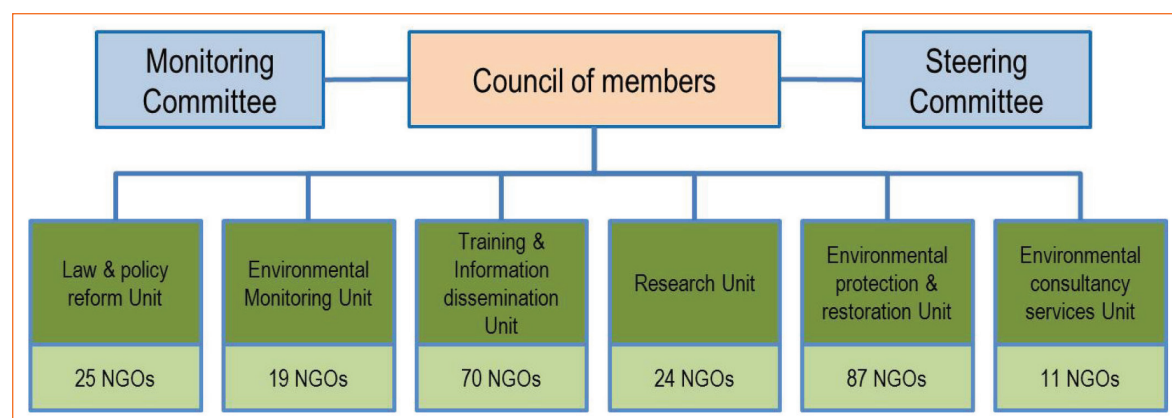 Monitoring
Committee
Council of members
Steering
Committee
Law & policy
reform Unit
Environmental
Monitoring Unit
Training &
Information
dissemination
Unit
Research Unit
Environmental
protection &
restoration Unit
Environmental
consultancy
services Unit
25 NGOs
19 NGOs
70 NGOs
24 NGOs
87 NGOs
11 NGOs